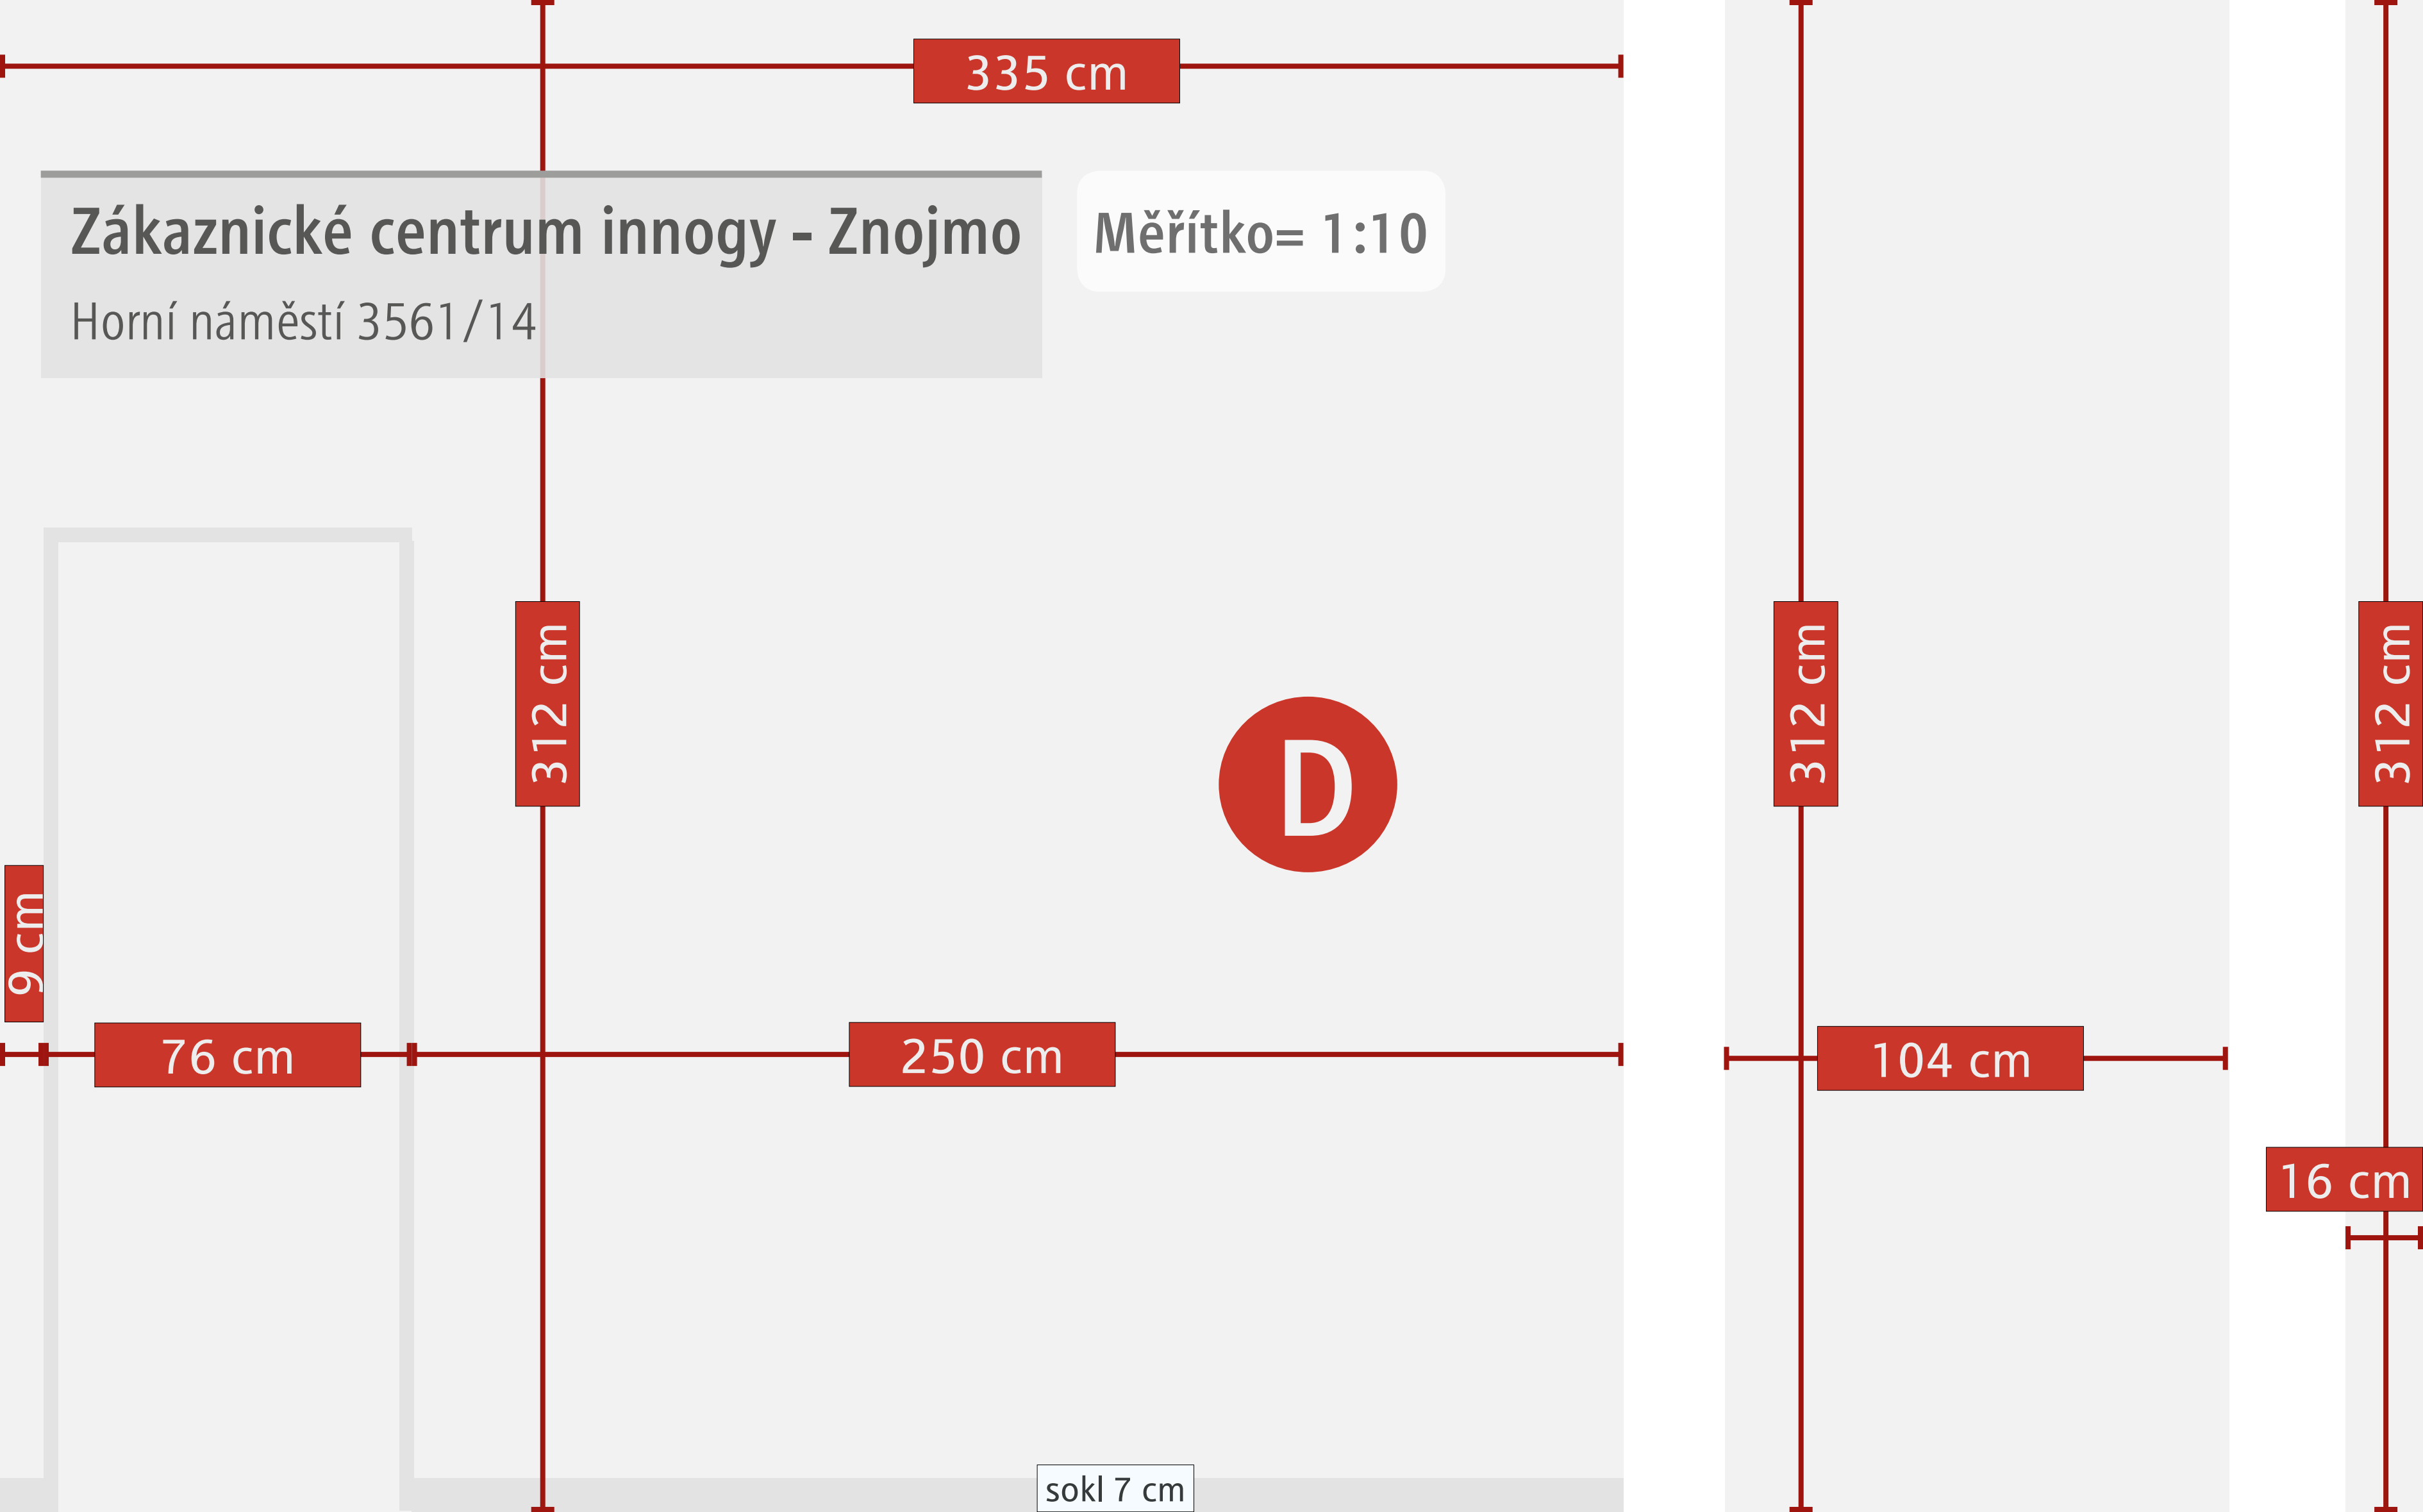 335 cm
Zákaznické centrum innogy - Znojmo
Měřítko= 1:10
Horní náměstí 3561/14
312 cm
312 cm
312 cm
D
9 cm
76 cm
250 cm
104 cm
16 cm
sokl 7 cm